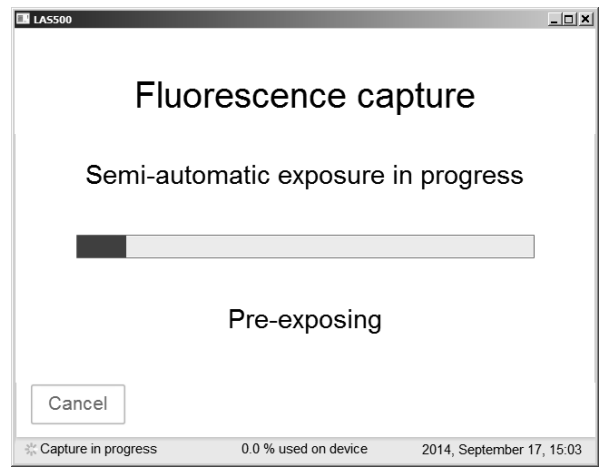 LAS500
Fluorescence capture
Semi-automatic exposure in progress
Pre-exposing
Cancel
Capture in progress 0.0 % used on device 2014, September 17, 15:03